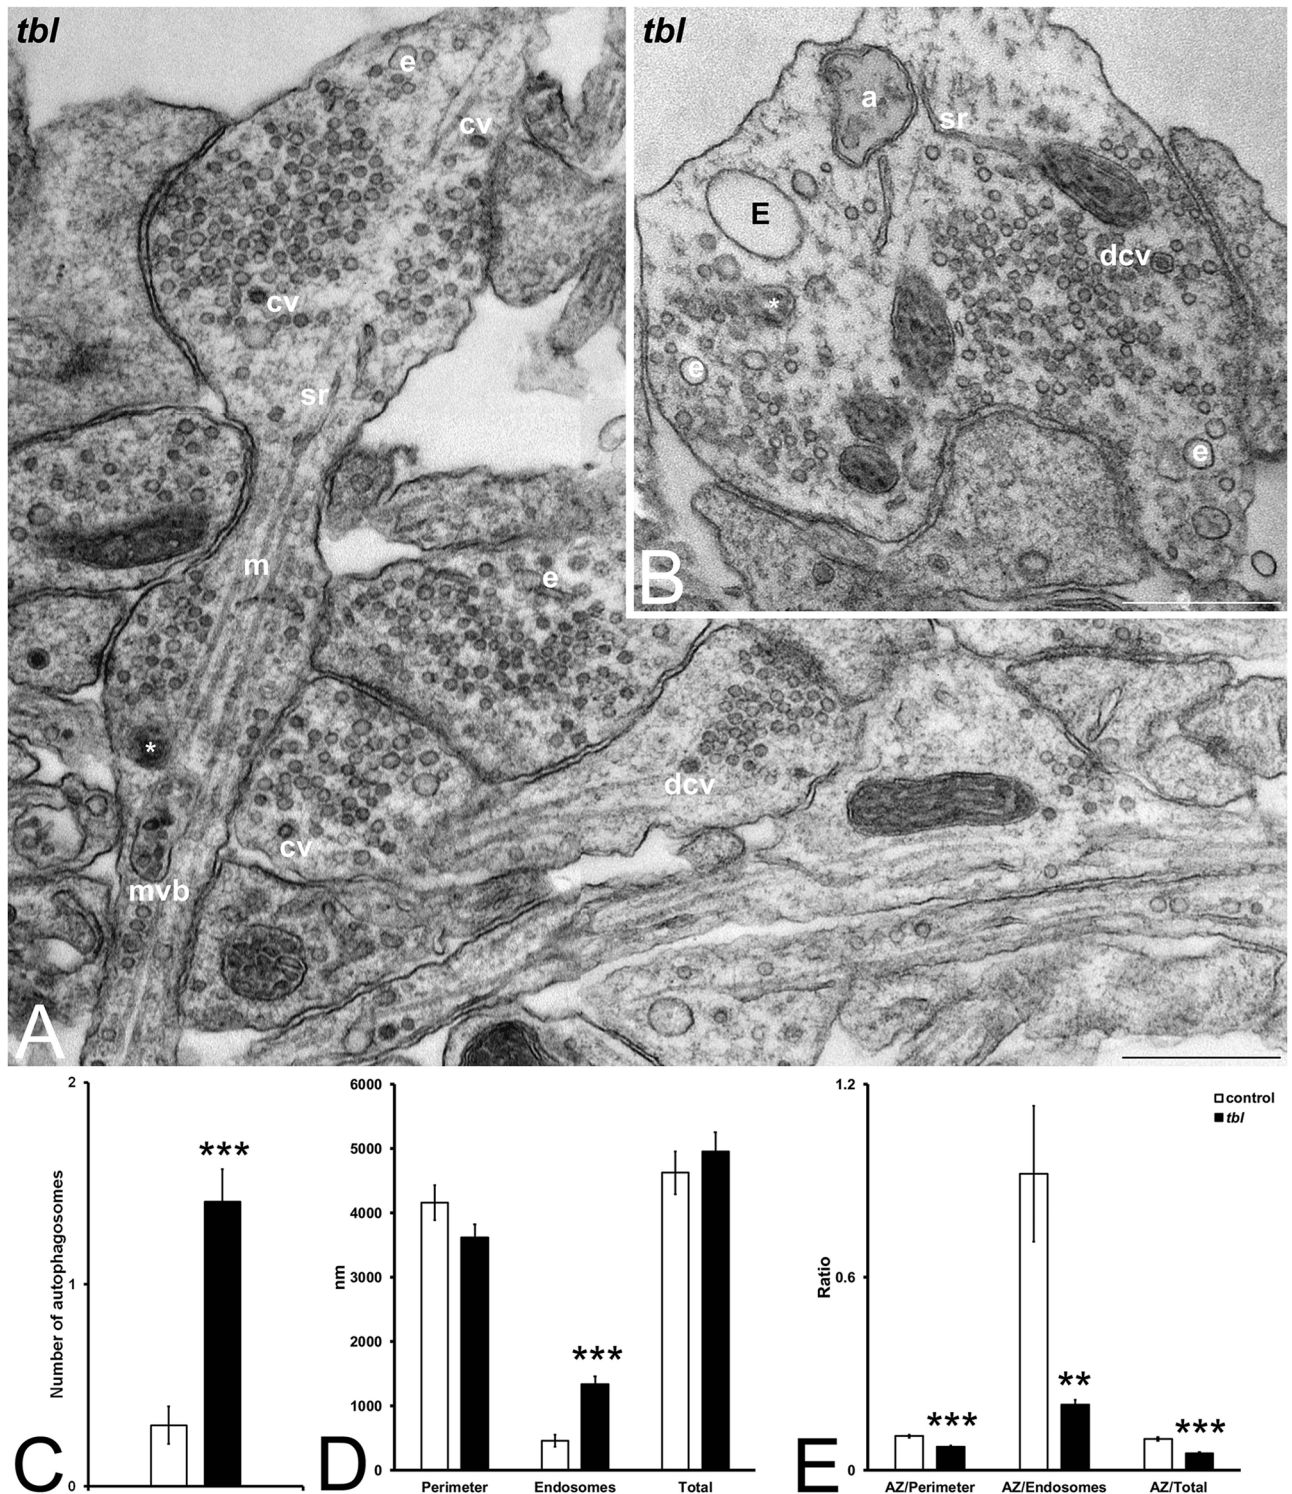 tbl
e
cv
cv
sr
m
e
*
cv
dcv
mvb
A
tbl
a
sr
E
dcv
*
e
e
B
2
1
0
Number of autophagosomes
***
C
6000
5000
4000
3000
2000
1000
0
nm
***
Perimeter Endosomes Total
D
1.2
0.6
0
Ratio
control
tbl
***
**
***
AZ/Perimeter AZ/Endosomes AZ/Total
E